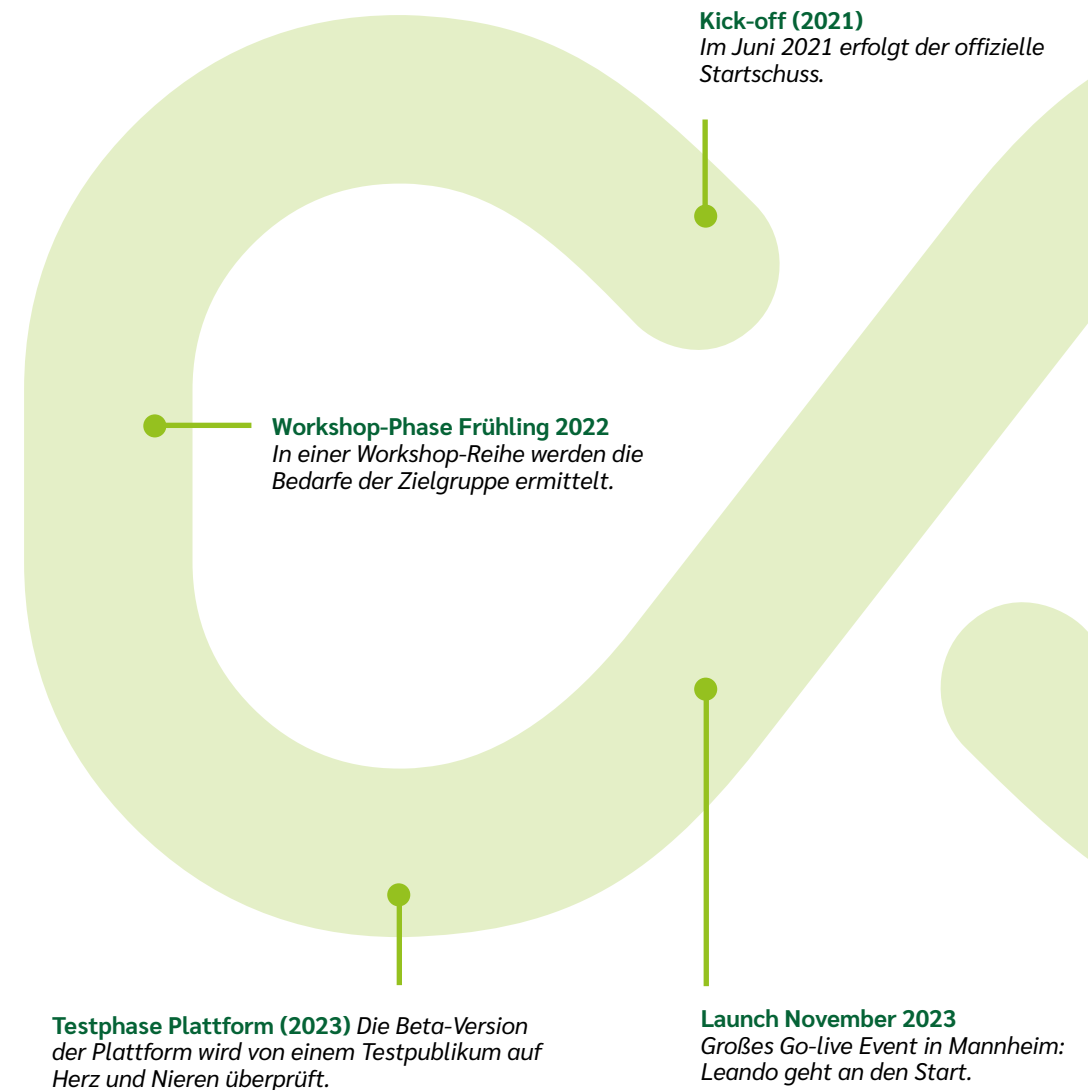 Kick-off (2021)
Im Juni 2021 erfolgt der offizielle
Startschuss.
Workshop-Phase Frühling 2022
In einer Workshop-Reihe werden die
Bedarfe der Zielgruppe ermittelt.
Testphase Plattform (2023) Die Beta-Version
der Plattform wird von einem Testpublikum auf
Herz und Nieren überprüft.
Launch November 2023
Großes Go-live Event in Mannheim:
Leando geht an den Start.